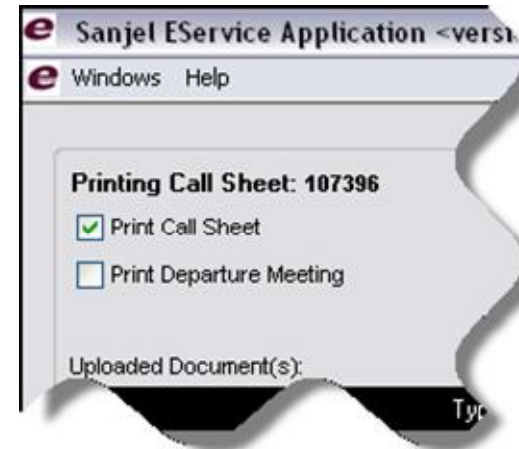 Sanjel EService Application
Windows Help
Printing Call Sheet: 107396
Print Call Sheet
Print Departure Meeting
Uploaded Document(s):